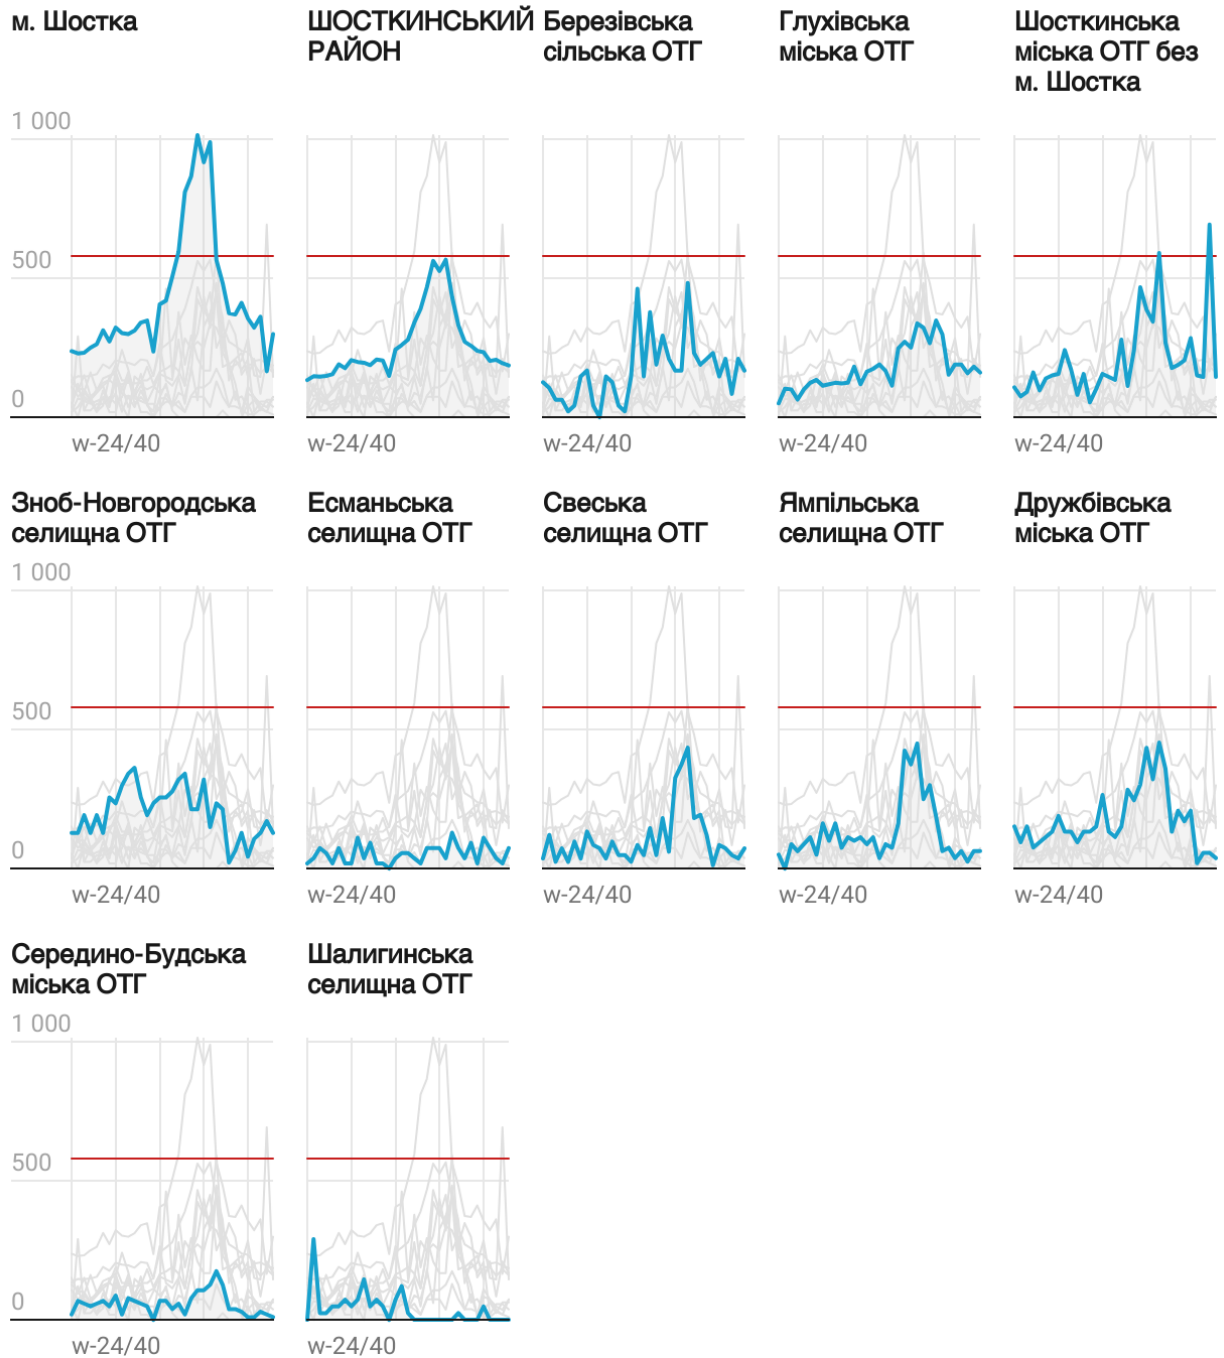 м. Шостка
ШОСТКИНСЬКИЙ
РАЙОН
Березівська
сільська ОТГ
Глухівська
міська ОТГ
Шосткинська
міська ОТГ без
м. Шостка
1 000
500
0
w-24/40
w-24/40
w-24/40
w-24/40
w-24/40
Зноб-Новгородська
селищна ОТГ
Есманьська
селищна ОТГ
Свеська
селищна ОТГ
Ямпільська
селищна ОТГ
Дружбівська
міська ОТГ
1 000
500
0
w-24/40
w-24/40
w-24/40
w-24/40
w-24/40
Середино-Будська
міська ОТГ
Шалигинська
селищна ОТГ
1 000
500
0
w-24/40
w-24/40